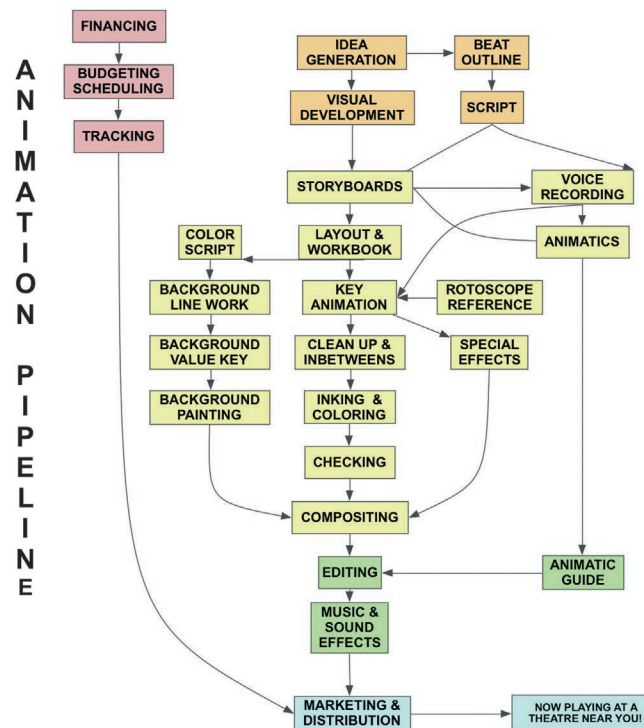 ANIMATION PIPELINE
FINANCING
BUDGETING
SCHEDULING
TRACKING
IDEA
GENERATION
BEAT
OUTLINE
VISUAL
DEVELOPMENT
SCRIPT
STORYBOARDS
VOICE
RECORDING
COLOR
SCRIPT
LAYOUT &
WORKBOOK
ANIMATICS
BACKGROUND
LINE WORK
KEY
ANIMATION
ROTOSCOPE
REFERENCE
BACKGROUND
VALUE KEY
CLEAN UP &
INBETWEENS
SPECIAL
EFFECTS
BACKGROUND
PAINTING
INKING &
COLORING
CHECKING
COMPOSITING
EDITING
ANIMATIC
GUIDE
MUSIC &
SOUND
EFFECTS
MARKETING &
DISTRIBUTION
NOW PLAYING AT A
THEATRE NEAR YOU!